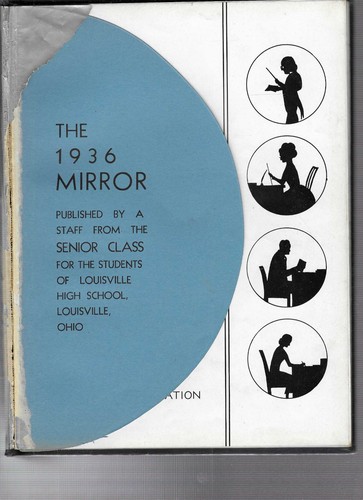 THE
1936
MIRROR
PUBLISHED BY A
STAFF FROM THE
SENIOR CLASS
FOR THE STUDENTS
OF LOUISVILLE
HIGH SCHOOL,
LOUISVILLE,
OHIO